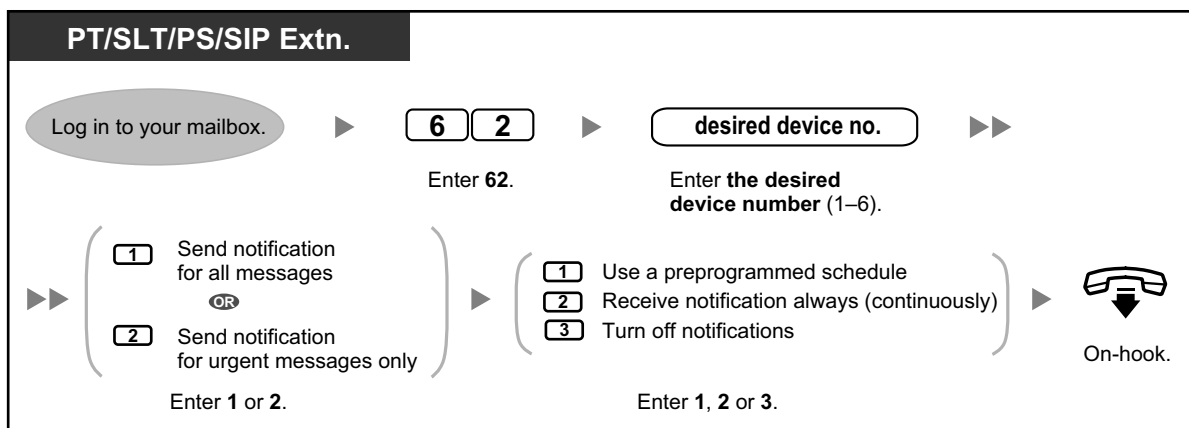 PT/SLT/PS/SIP Extn.
Log in to your mailbox.
6 2
desired device no.
Enter 62.
Enter the desired
device number (1–6).
1 Send notification
for all messages
OR
2 Send notification
for urgent messages only
Enter 1 or 2.
1 Use a preprogrammed schedule
2 Receive notification always (continuously)
3 Turn off notifications
Enter 1, 2 or 3.
On-hook.